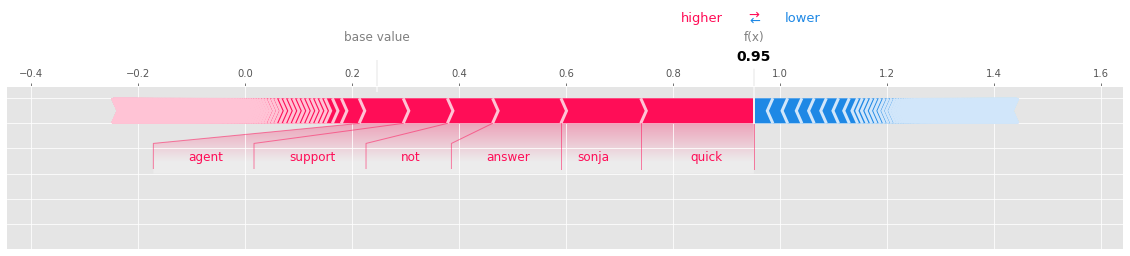 higher ⇄ lower
base value f(x)
0.95
−0.4 −0.2 0.0 0.2 0.4 0.6 0.8 1.0 1.2 1.4 1.6
agent support not answer sonja quick